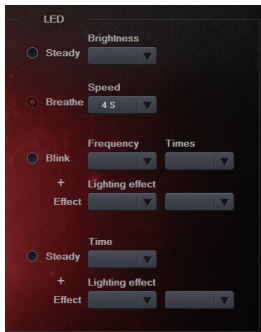 LED
Brightness
Steady
Speed
Breathe 4 S
Frequency Times
Blink
+ Lighting effect
Effect
Time
Steady
+ Lighting effect
Effect